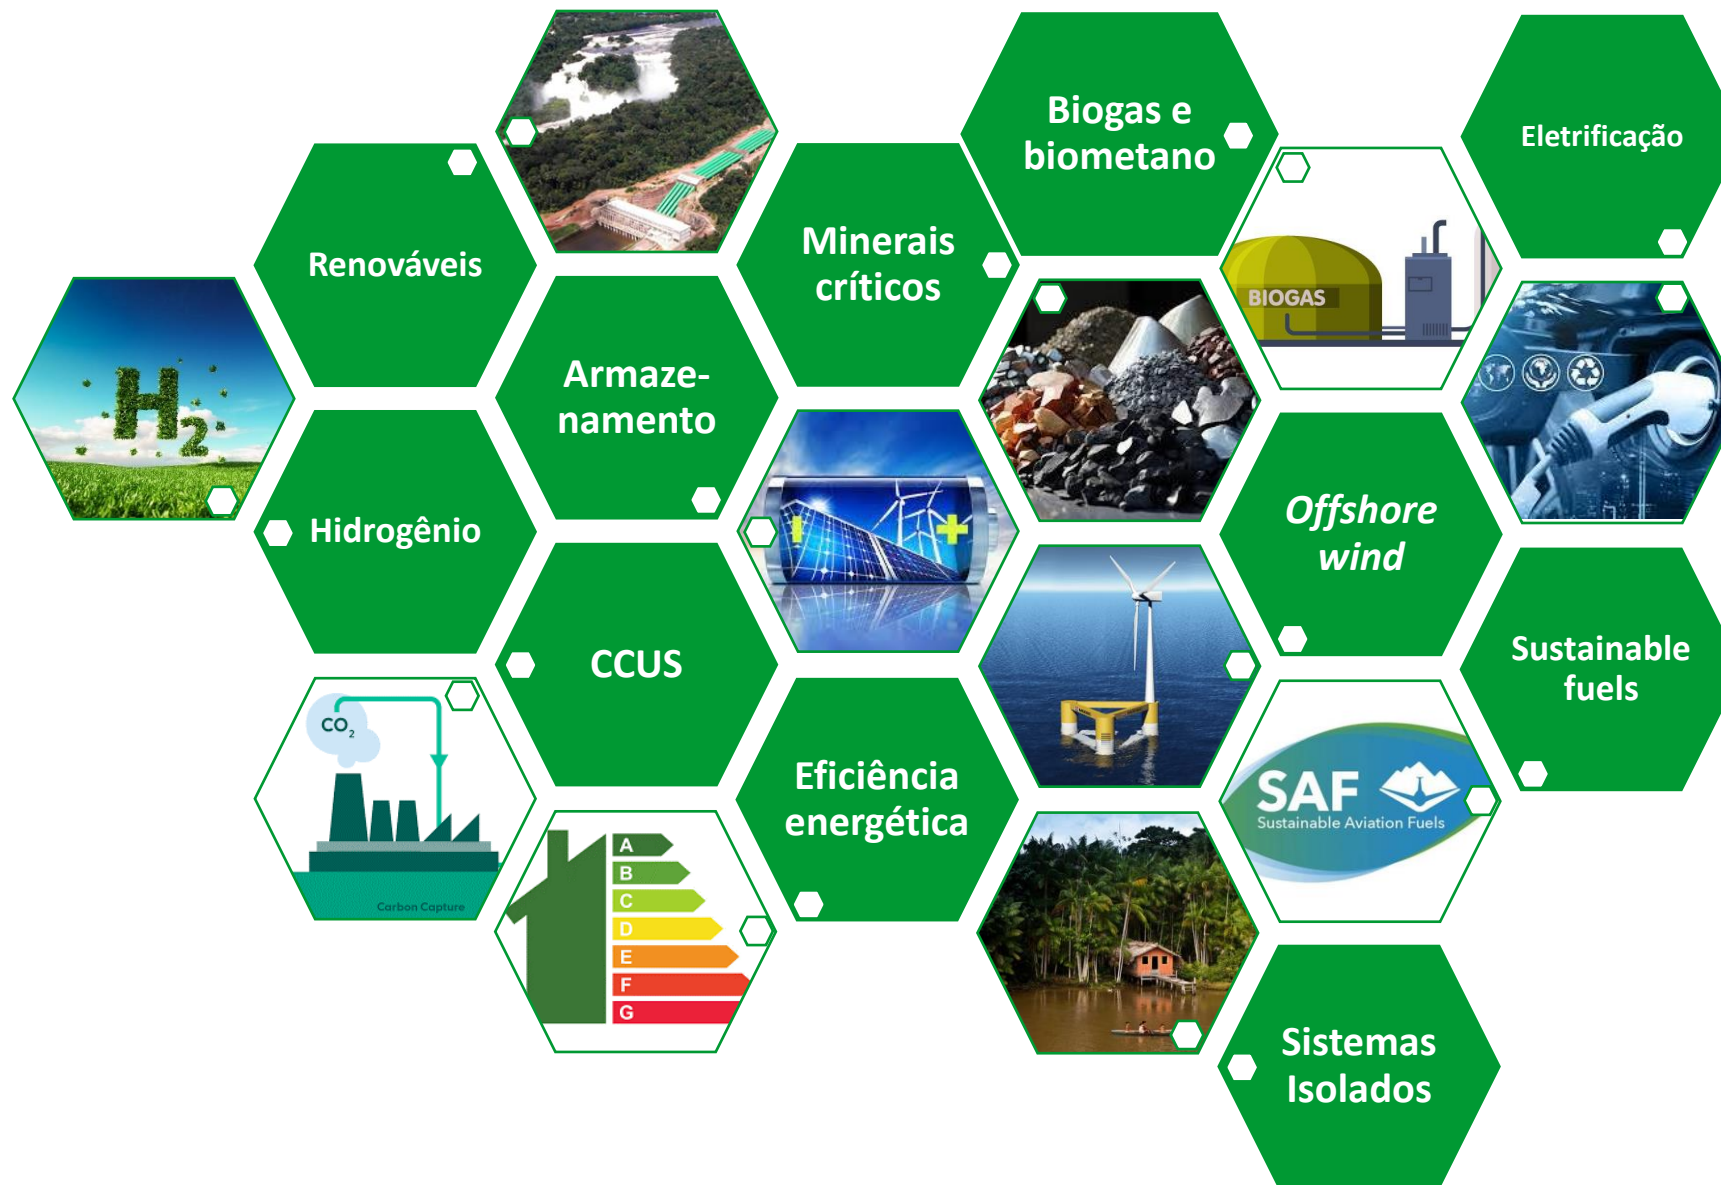 Biogas e
biometano
Eletrificação
Renováveis
Minerais
críticos
BIOGAS
H2
Armaze-
namento
Hidrogênio
Offshore
wind
CCUS
Sustainable
fuels
CO2
Carbon Capture
Eficiência
energética
SAF
Sustainable Aviation Fuels
A
B
C
D
E
F
G
Sistemas
Isolados